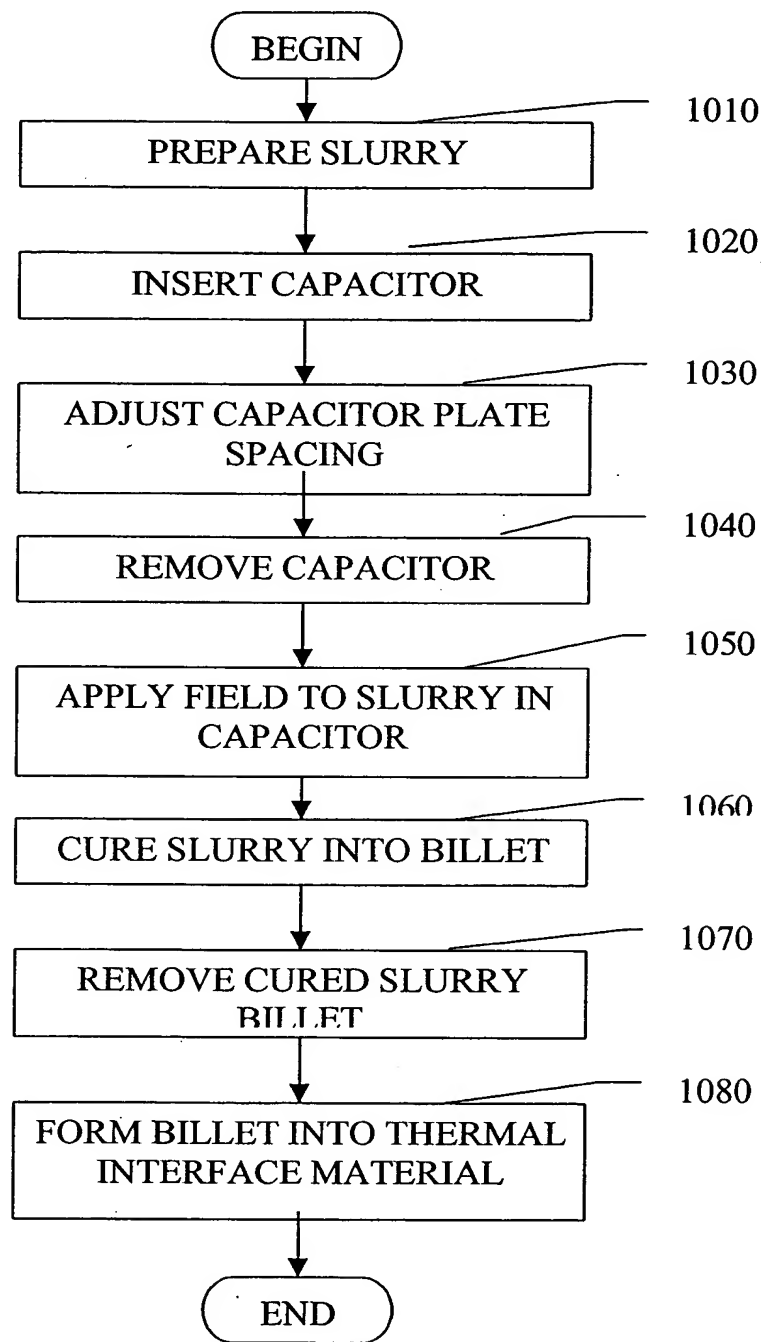 BEGIN
1010
PREPARE SLURRY
1020
INSERT CAPACITOR
1030
ADJUST CAPACITOR PLATE
SPACING
1040
REMOVE CAPACITOR
1050
APPLY FIELD TO SLURRY IN
CAPACITOR
1060
CURE SLURRY INTO BILLET
1070
REMOVE CURED SLURRY
BILLET
1080
FORM BILLET INTO THERMAL
INTERFACE MATERIAL
END